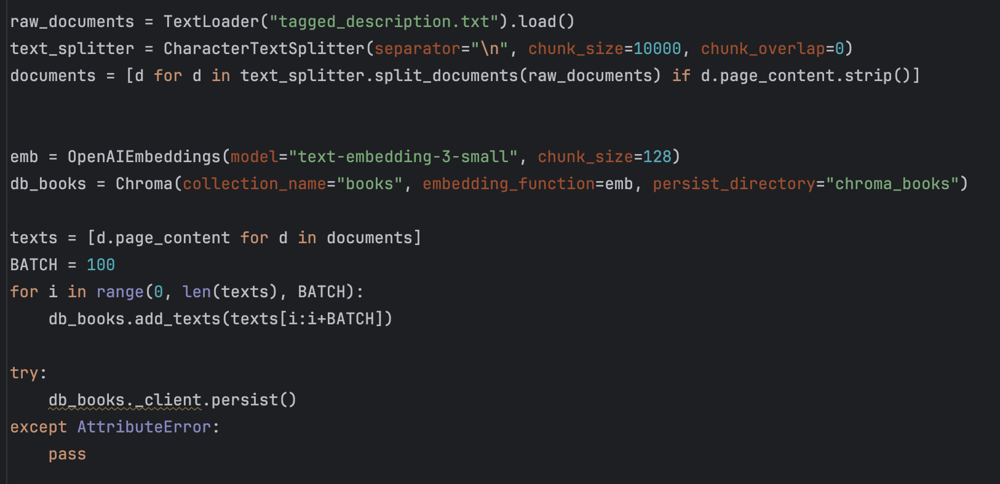 raw_documents = TextLoader("tagged_description.txt").load()
text_splitter = CharacterTextSplitter(separator="\n", chunk_size=10000, chunk_overlap=0)
documents = [d for d in text_splitter.split_documents(raw_documents) if d.page_content.strip()]
emb = OpenAIEmbeddings(model="text-embedding-3-small", chunk_size=128)
db_books = Chroma(collection_name="books", embedding_function=emb, persist_directory="chroma_books")
texts = [d.page_content for d in documents]
BATCH = 100
for i in range(0, len(texts), BATCH):
    db_books.add_texts(texts[i:i+BATCH])
try:
    db_books._client.persist()
except AttributeError:
    pass